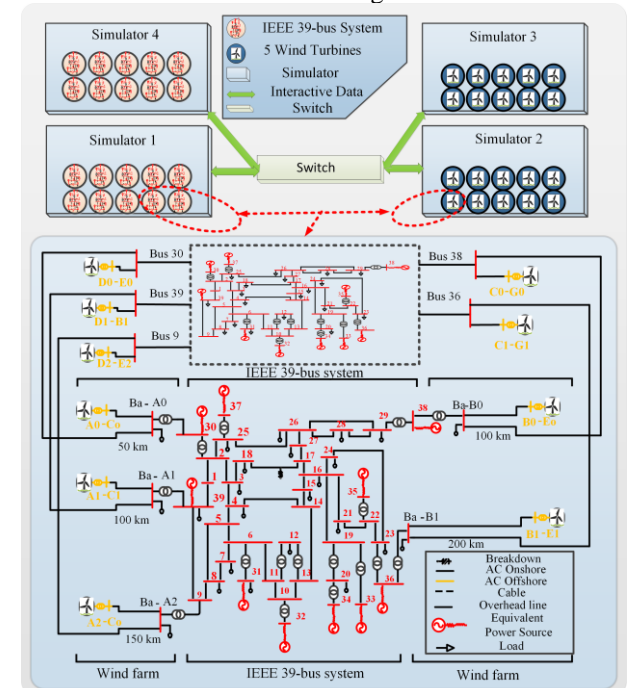 IEEE 39-bus System
5 Wind Turbines
Simulator
Interactive Data
Switch
Simulator 4
Simulator 3
Simulator 1
Simulator 2
Switch
Bus 30
D0-E0
Bus 39
D1-B1
Bus 9
D2-E2
Bus 38
C0-G0
Bus 36
C1-G1
IEEE 39-bus system
Ba - A0
A0-Co
50 km
Ba - A1
A1-C1
100 km
Ba - A2
A2-Co
150 km
Ba-B0
B0-Eo
100 km
Ba -B1
D1-E1
200 km
37
30
25
2
26
28
29
38
27
24
18
17
1
3
16
35
39
4
15
14
21
22
5
6
12
19
23
7
31
11
13
20
36
8
10
9
32
34
33
Breakdown
AC Onshore
AC Offshore
Cable
Overhead line
Equivalent
Power Source
Load
Wind farm
IEEE 39-bus system
Wind farm